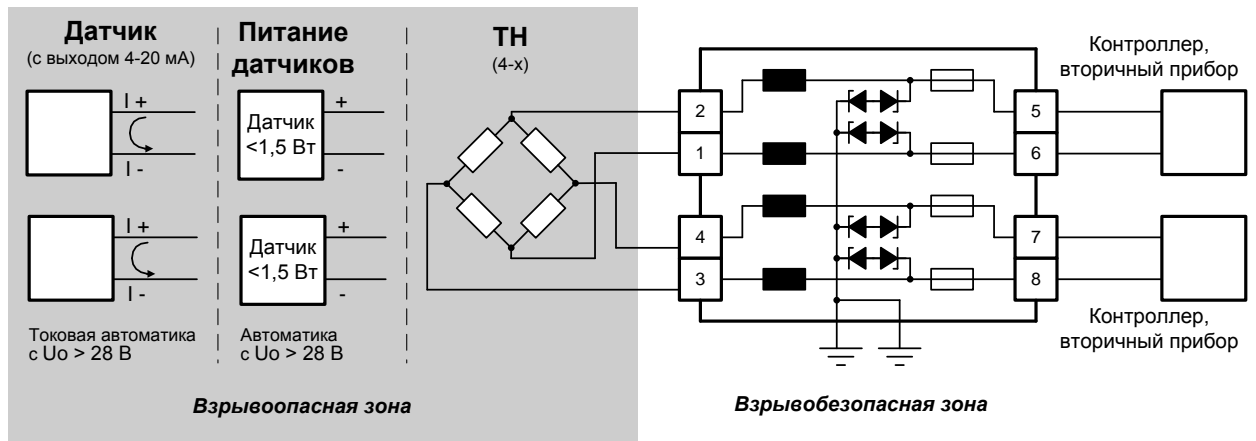 Датчик
(с выходом 4-20 мА)
I +
I -
I +
I -
Токовая автоматика
с Uo > 28 В
Питание
датчиков
Датчик
<1,5 Вт
+
-
Датчик
<1,5 Вт
+
-
Автоматика
с Uo > 28 В
ТН
(4-х)
Взрывоопасная зона
2
1
4
3
5
6
7
8
Контроллер,
вторичный прибор
Контроллер,
вторичный прибор
Взрывобезопасная зона